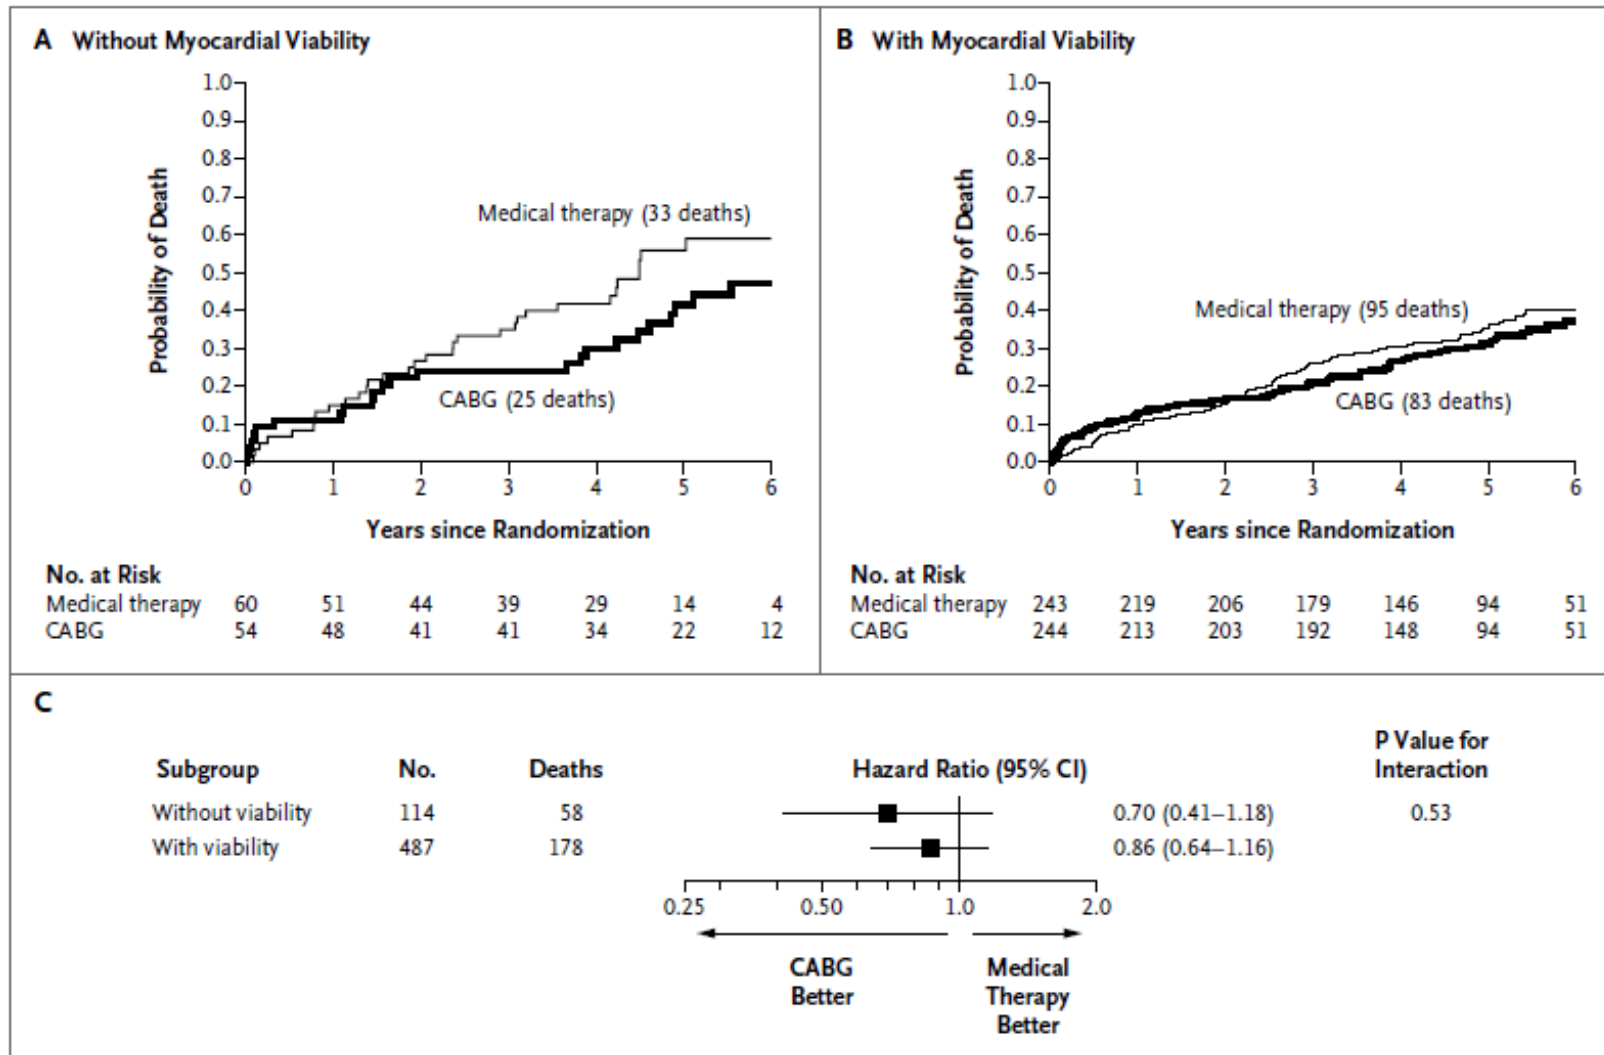 A Without Myocardial Viability
Probability of Death
1.0
0.9
0.8
0.7
0.6
0.5
0.4
0.3
0.2
0.1
0.0
Medical therapy (33 deaths)
CABG (25 deaths)
0 1 2 3 4 5 6
Years since Randomization
No. at Risk
Medical therapy 60 51 44 39 29 14 4
CABG 54 48 41 41 34 22 12
B With Myocardial Viability
Probability of Death
1.0
0.9
0.8
0.7
0.6
0.5
0.4
0.3
0.2
0.1
0.0
Medical therapy (95 deaths)
CABG (83 deaths)
0 1 2 3 4 5 6
Years since Randomization
No. at Risk
Medical therapy 243 219 206 179 146 94 51
CABG 244 213 203 192 148 94 51
C
Subgroup No. Deaths Hazard Ratio (95% CI) P Value for
Interaction
Without viability 114 58 0.70 (0.41–1.18) 0.53
With viability 487 178 0.86 (0.64–1.16)
0.25 0.50 1.0 2.0
CABG
Better
Medical
Therapy
Better